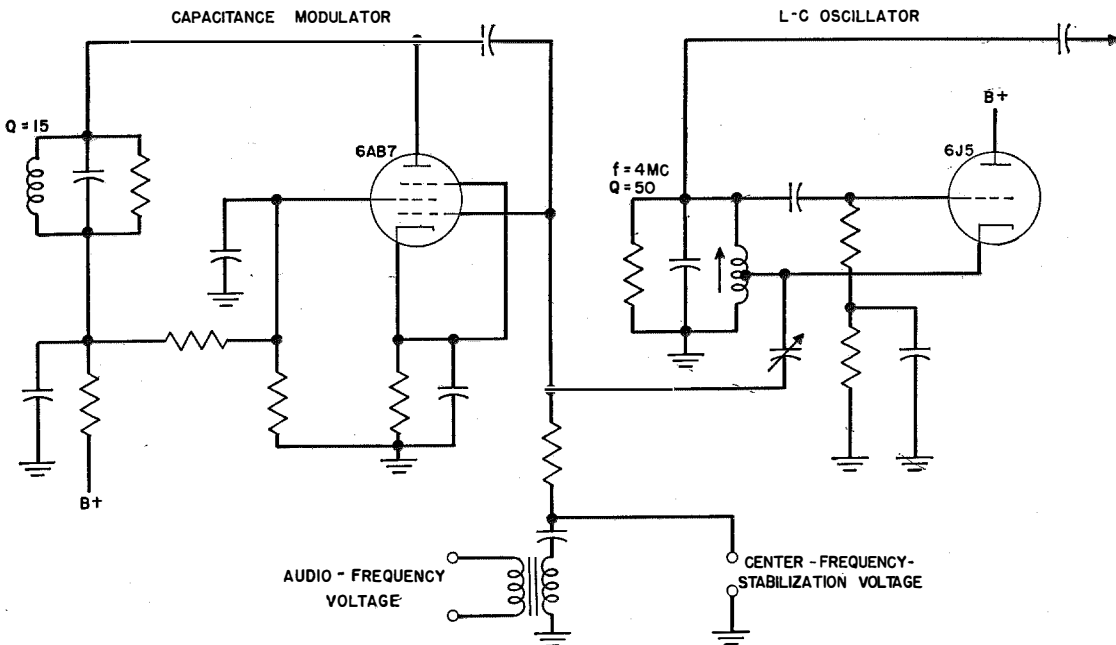 CAPACITANCE MODULATOR
L-C OSCILLATOR
Q = 15
6AB7
B+
6J5
f = 4MC
Q = 50
B+
AUDIO - FREQUENCY
VOLTAGE
CENTER - FREQUENCY-
STABILIZATION VOLTAGE